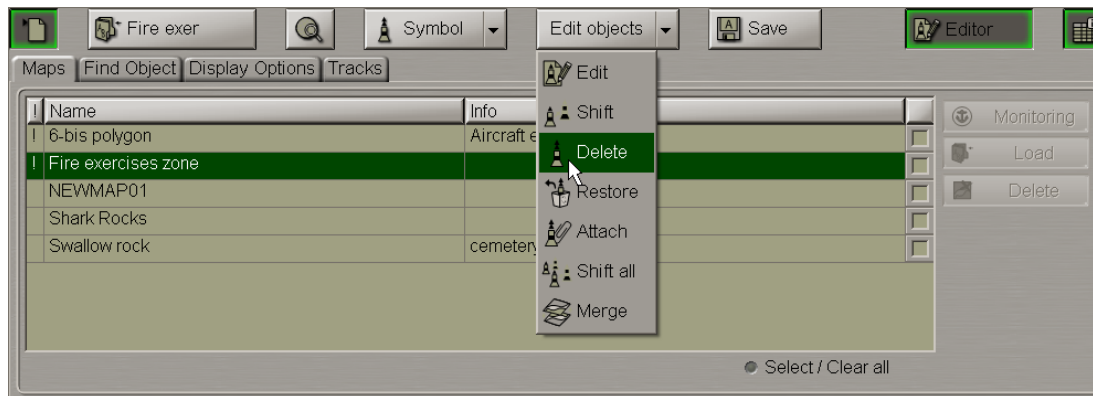 Fire exer Symbol Edit objects Save Editor
Maps Find Object Display Options Tracks
Edit
Shift
Delete
Restore
Attach
Shift all
Merge
! Name Info
! 6-bis polygon Aircraft e
! Fire exercises zone
NEWMAP01
Shark Rocks
Swallow rock cemetery
Monitoring
Load
Delete
Select / Clear all